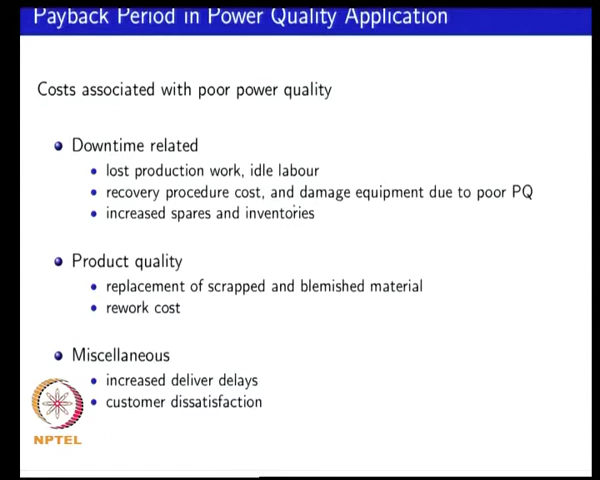 Payback Period in Power Quality Application
Costs associated with poor power quality
Downtime related
lost production work, idle labour
recovery procedure cost, and damage equipment due to poor PQ
increased spares and inventories
Product quality
replacement of scrapped and blemished material
rework cost
Miscellaneous
increased deliver delays
customer dissatisfaction
NPTEL